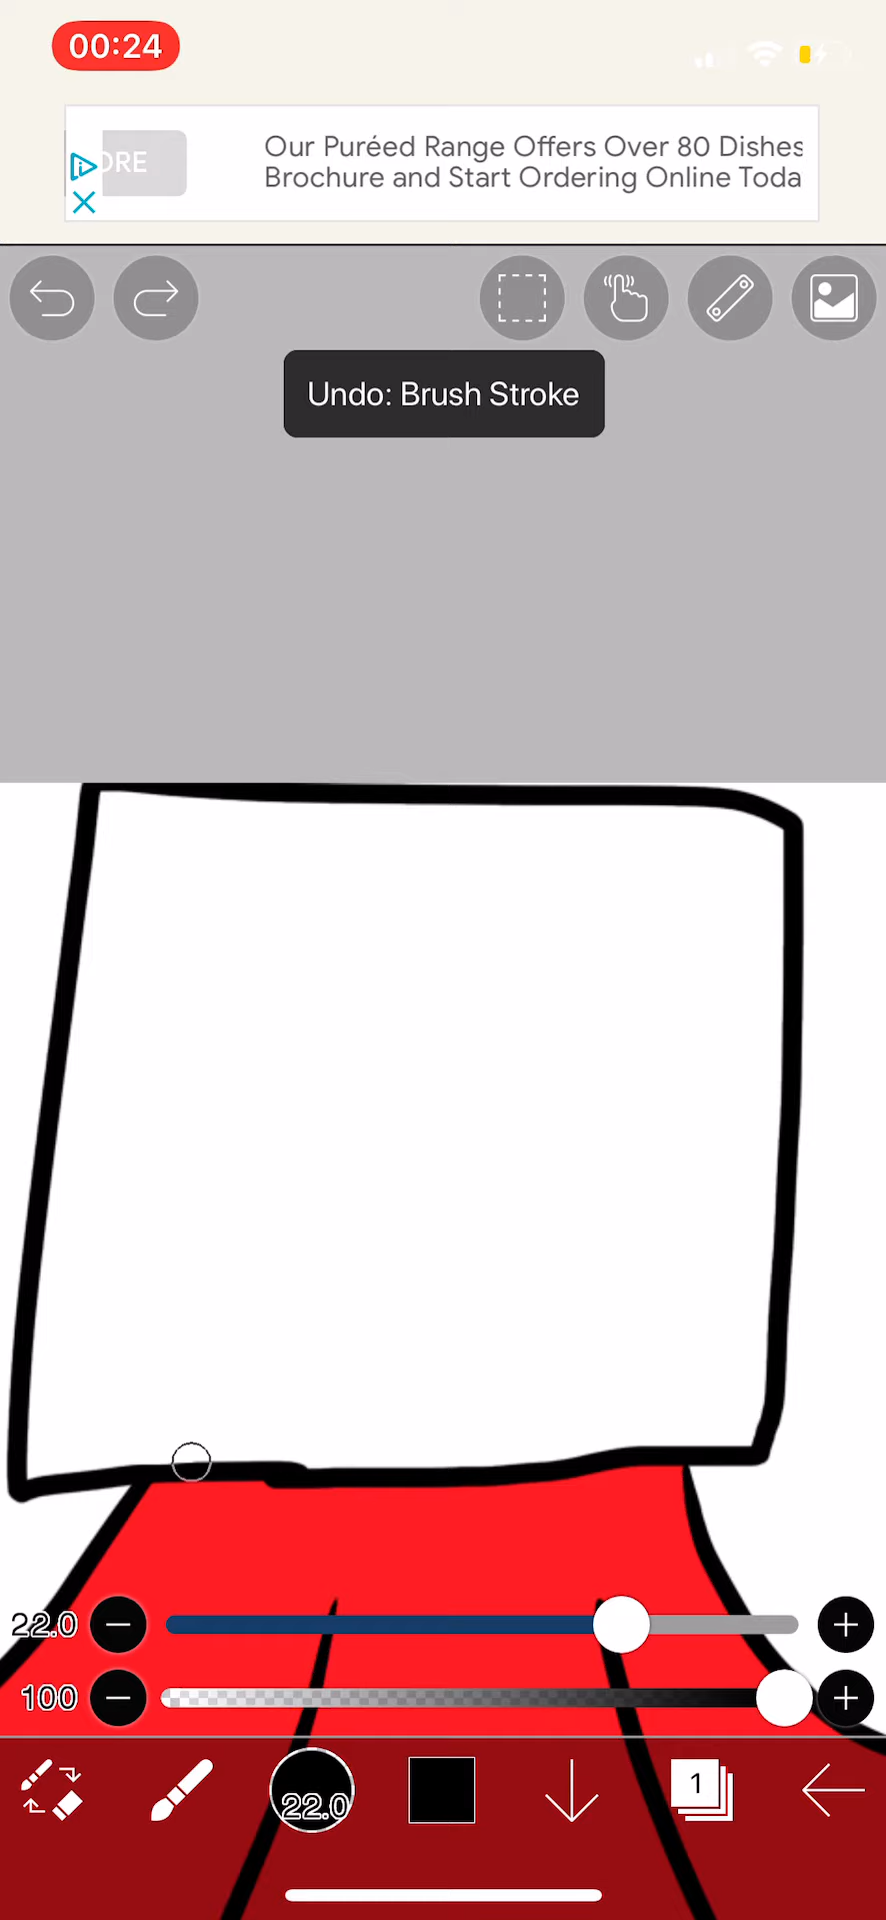 00:24
ORE
Our Puréed Range Offers Over 80 Dishes
Brochure and Start Ordering Online Toda
Undo: Brush Stroke
22.0
100
22.0
1